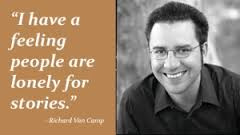 “I have a
feeling
people are
lonely for
stories.”
- Richard Van Camp